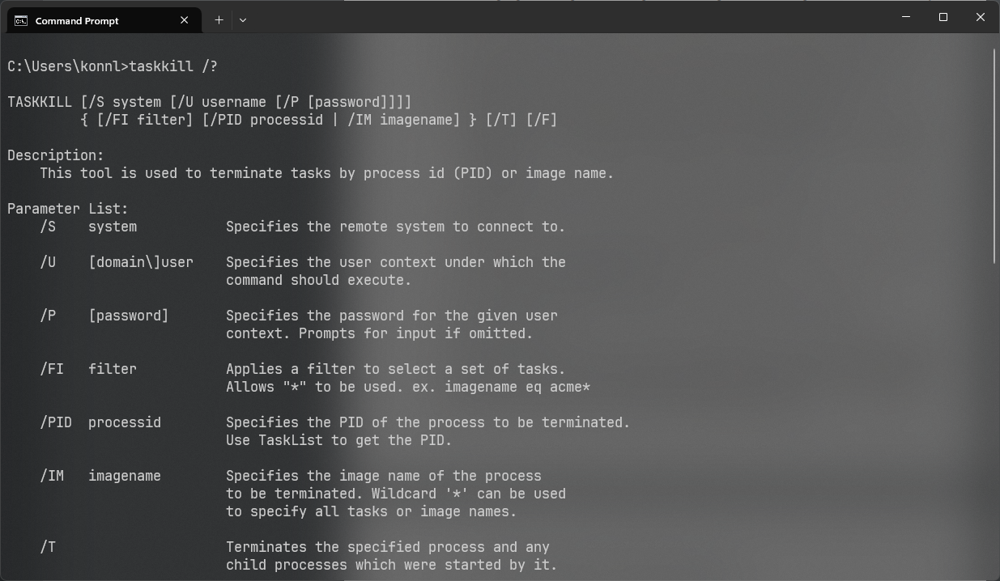 Command Prompt
C:\Users\konnl>taskkill /?
TASKKILL [/S system [/U username [/P [password]]]]
         { [/FI filter] [/PID processid | /IM imagename] } [/T] [/F]
Description:
    This tool is used to terminate tasks by process id (PID) or image name.
Parameter List:
    /S    system           Specifies the remote system to connect to.
    /U    [domain\]user    Specifies the user context under which the
                           command should execute.
    /P    [password]       Specifies the password for the given user
                           context. Prompts for input if omitted.
    /FI   filter           Applies a filter to select a set of tasks.
                           Allows "*" to be used. ex. imagename eq acme*
    /PID  processid        Specifies the PID of the process to be terminated.
                           Use TaskList to get the PID.
    /IM   imagename        Specifies the image name of the process
                           to be terminated. Wildcard '*' can be used
                           to specify all tasks or image names.
    /T                     Terminates the specified process and any
                           child processes which were started by it.